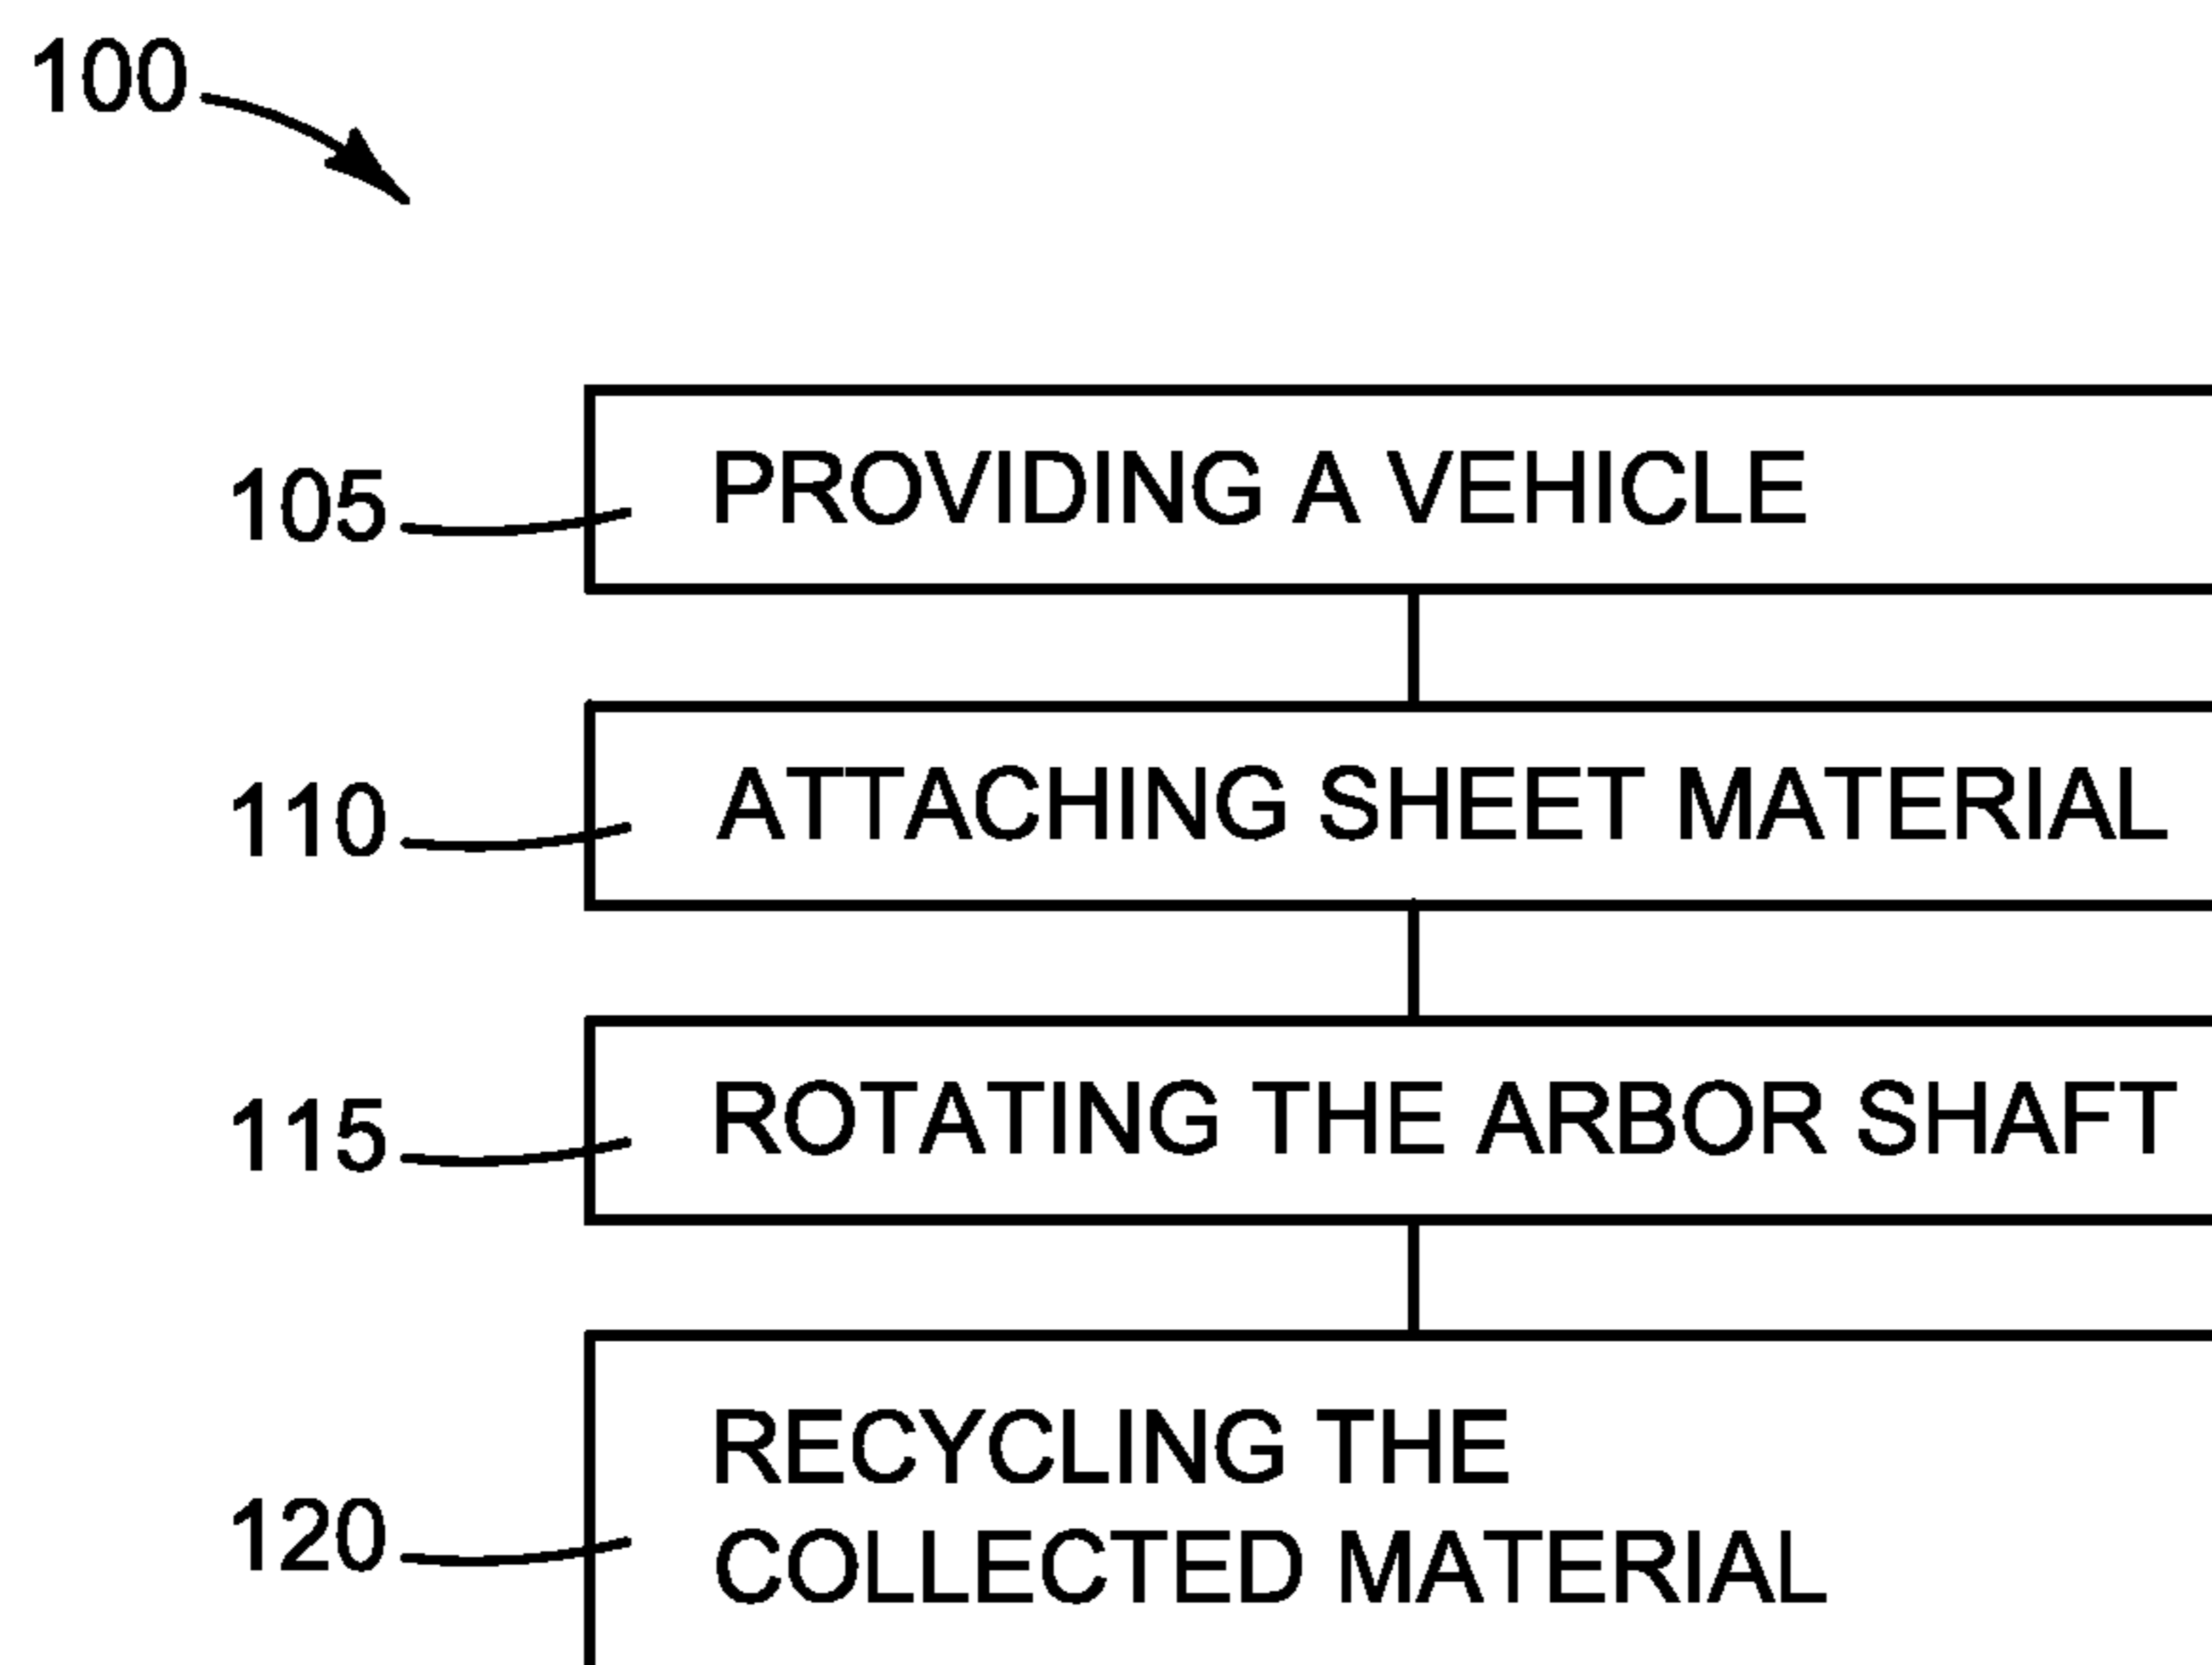 100
105 PROVIDING A VEHICLE
110 ATTACHING SHEET MATERIAL
115 ROTATING THE ARBOR SHAFT
RECYCLING THE
120 COLLECTED MATERIAL